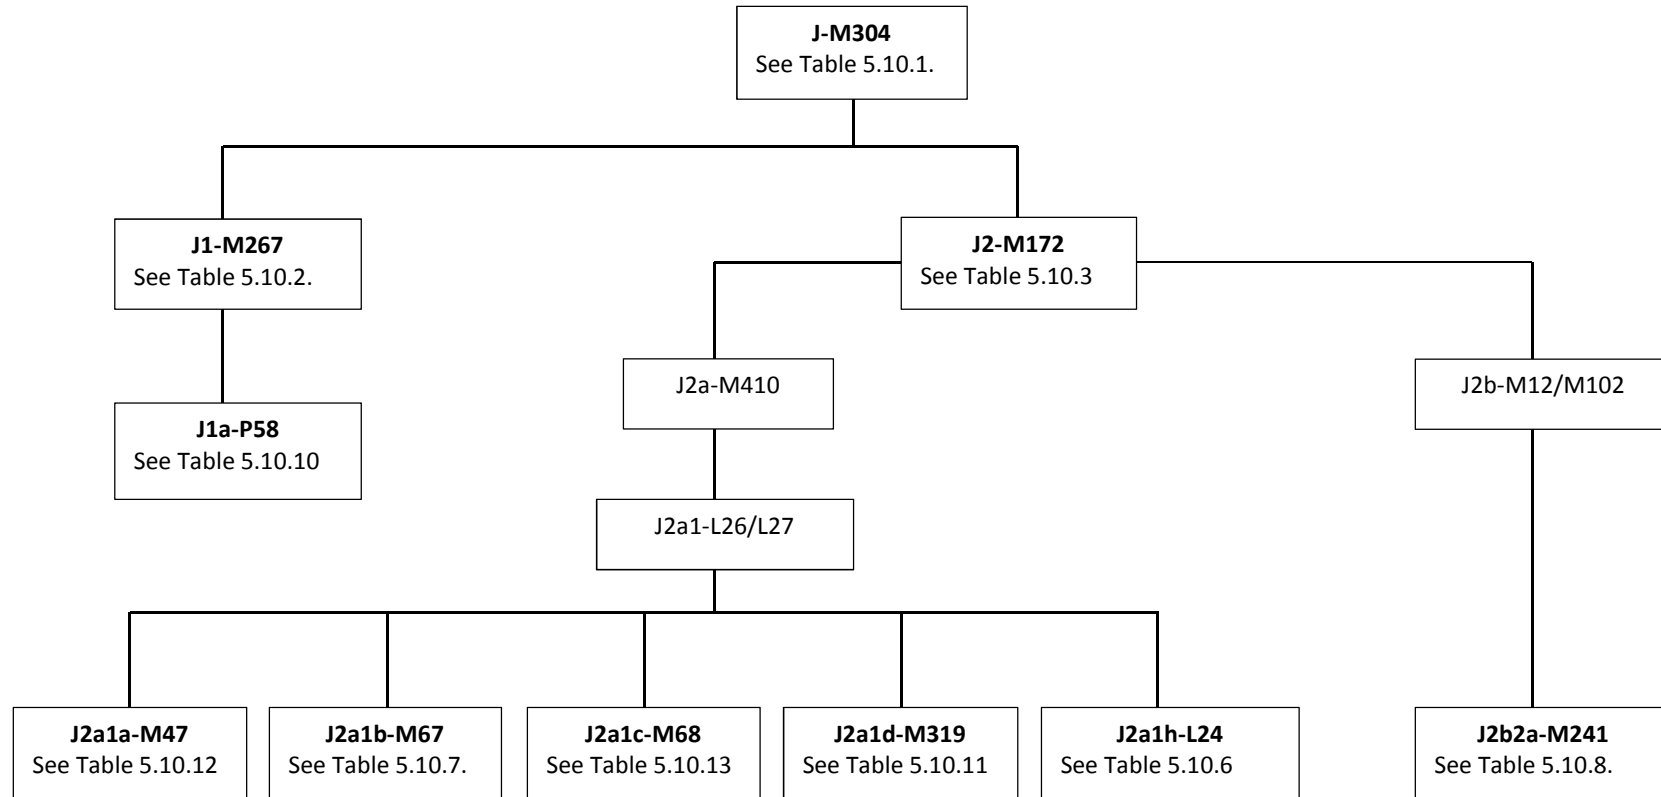 J-M304
See Table 5.10.1.
J1-M267
See Table 5.10.2.
J2-M172
See Table 5.10.3
J2a-M410
J2b-M12/M102
J1a-P58
See Table 5.10.10
J2a1-L26/L27
J2a1a-M47
See Table 5.10.12
J2a1b-M67
See Table 5.10.7.
J2a1c-M68
See Table 5.10.13
J2a1d-M319
See Table 5.10.11
J2a1h-L24
See Table 5.10.6
J2b2a-M241
See Table 5.10.8.